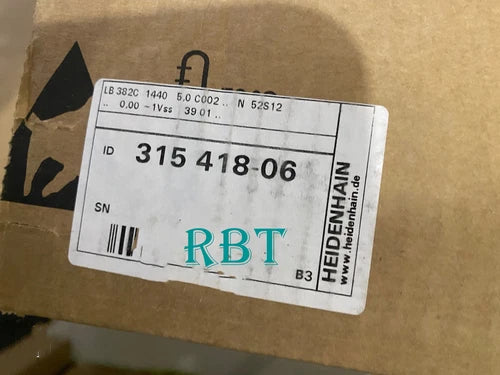 LB 382C 1440 5.0 C002 .. N 52S12
.. 0.00 ~1Vss 39 01 ..
ID 315 418-06
SN
RBT
B3
HEIDENHAIN
www.heidenhain.de